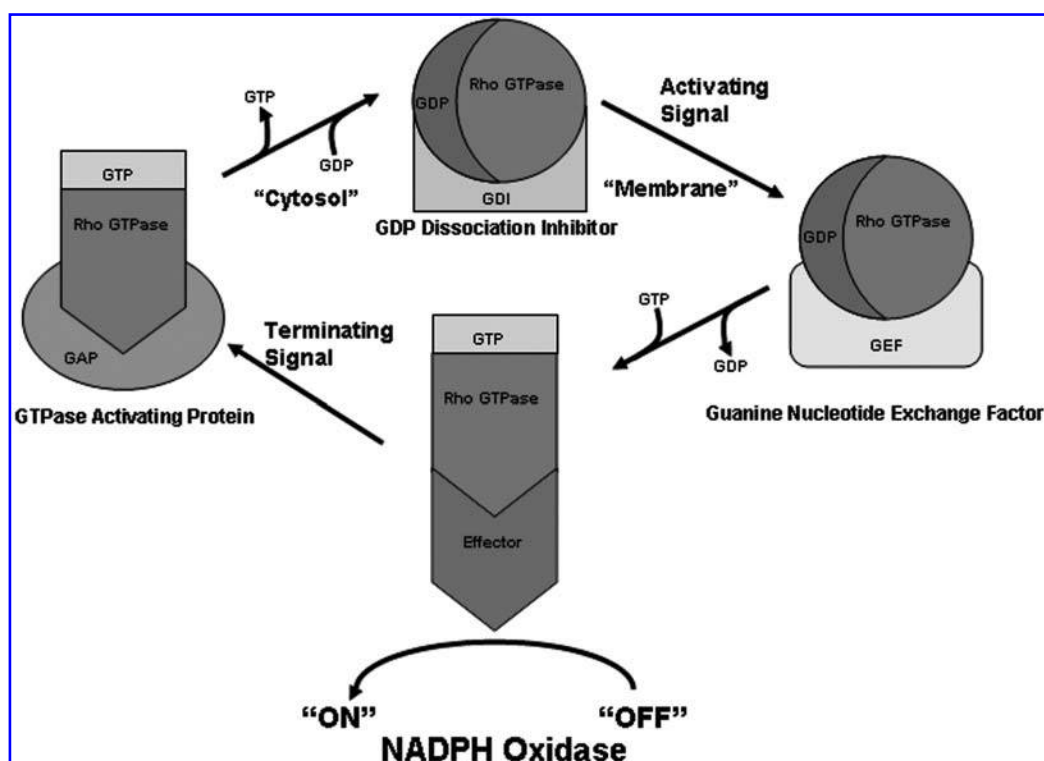 GTP
GDP
Rho GTPase
Activating
Signal
GTP
GDP
"Cytosol"
GDI
"Membrane"
GDP Dissociation Inhibitor
Rho GTPase
GAP
GTPase Activating Protein
GDP
Rho GTPase
GEF
Guanine Nucleotide Exchange Factor
GTP
GDP
Terminating
Signal
GTP
Rho GTPase
Effector
"ON"
"OFF"
NADPH Oxidase